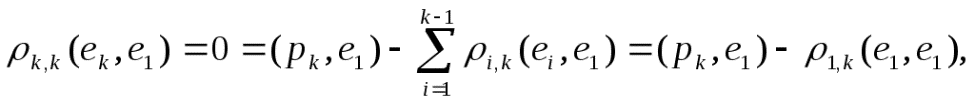 ρ_{k,k}(e_k, e_1) = 0 = (p_k, e_1) - \sum_{i=1}^{k-1} ρ_{i,k}(e_i, e_1) = (p_k, e_1) - ρ_{1,k}(e_1, e_1),